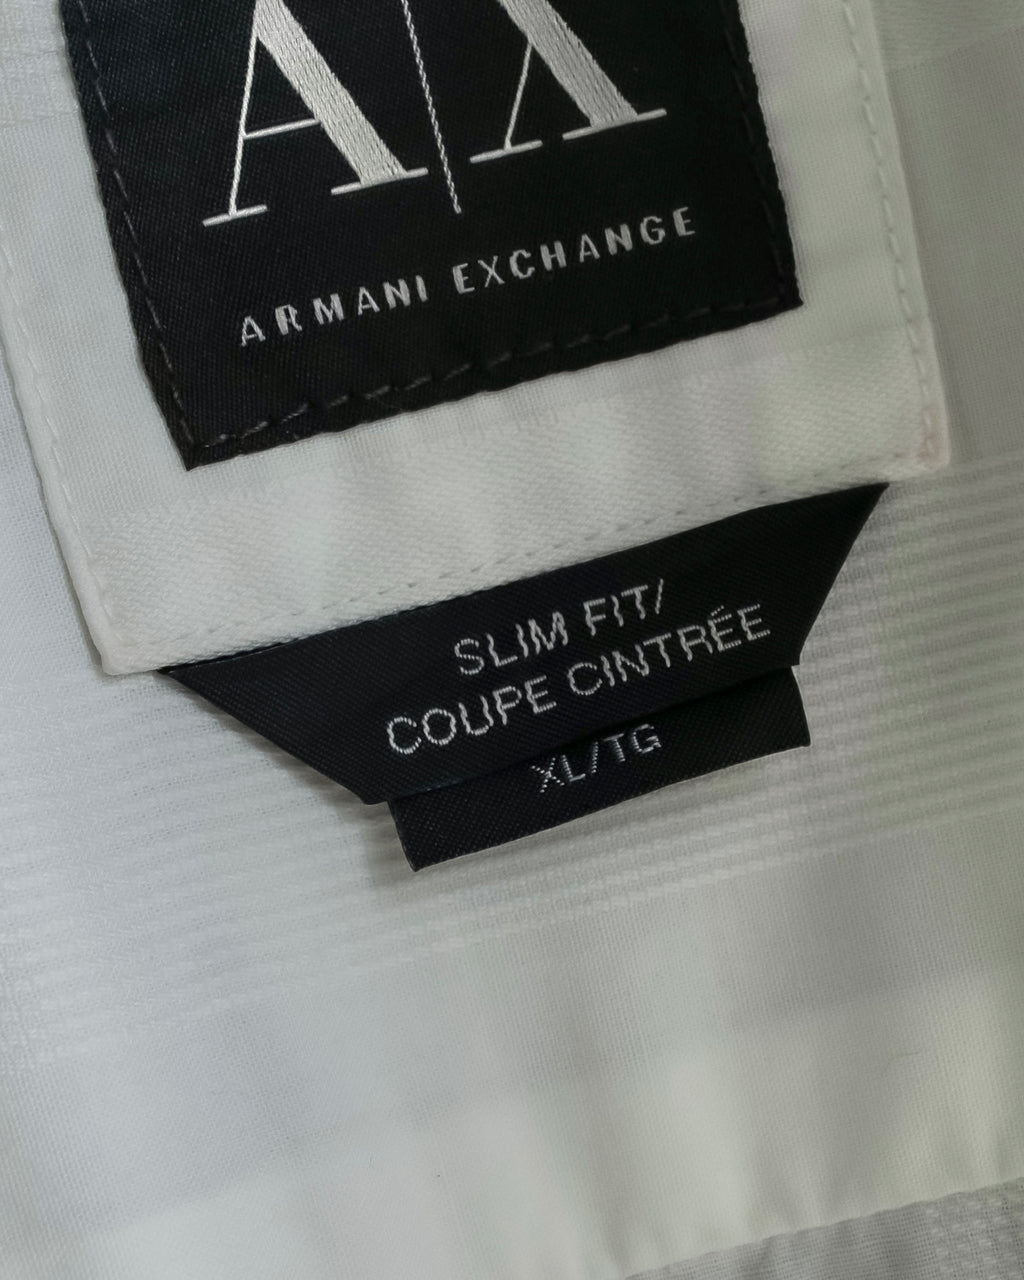 A|X
ARMANI EXCHANGE
SLIM FIT/
COUPE CINTRÉE
XL/TG